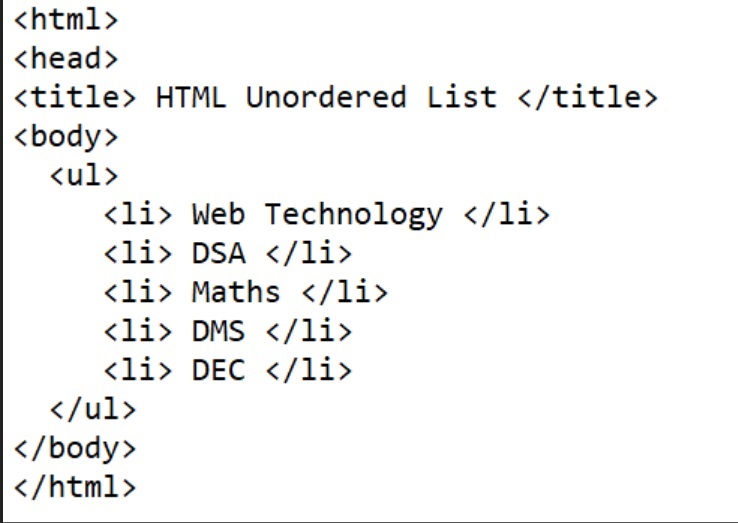 <html>
<head>
<title> HTML Unordered List </title>
<body>
<ul>
<li> Web Technology </li>
<li> DSA </li>
<li> Maths </li>
<li> DMS </li>
<li> DEC </li>
</ul>
</body>
</html>